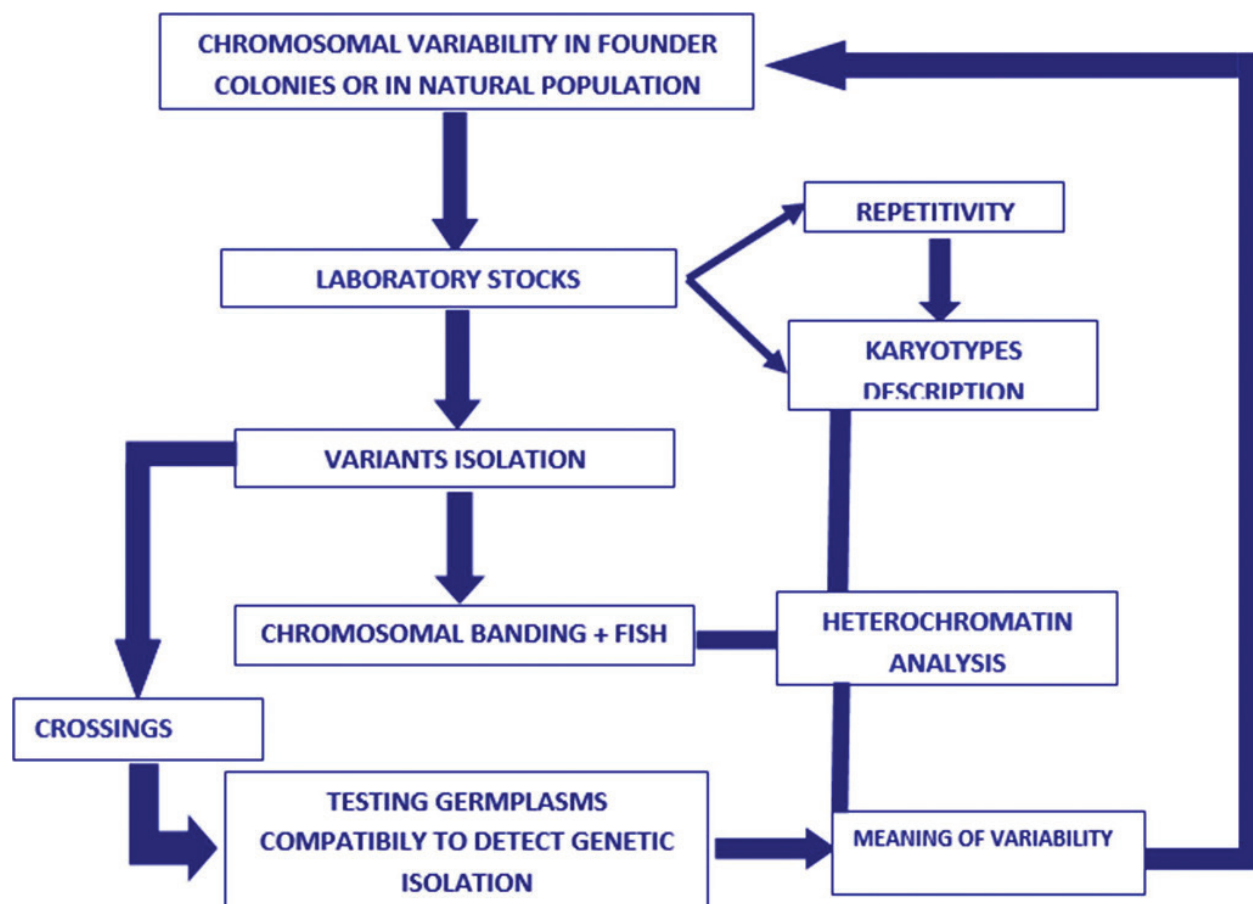 CHROMOSOMAL VARIABILITY IN FOUNDER
COLONIES OR IN NATURAL POPULATION
REPETITIVITY
LABORATORY STOCKS
KARYOTYPES
DESCRIPTION
VARIANTS ISOLATION
CHROMOSOMAL BANDING + FISH
HETEROCHROMATIN
ANALYSIS
CROSSINGS
TESTING GERMPLASMS
COMPATIBILY TO DETECT GENETIC
ISOLATION
MEANING OF VARIABILITY